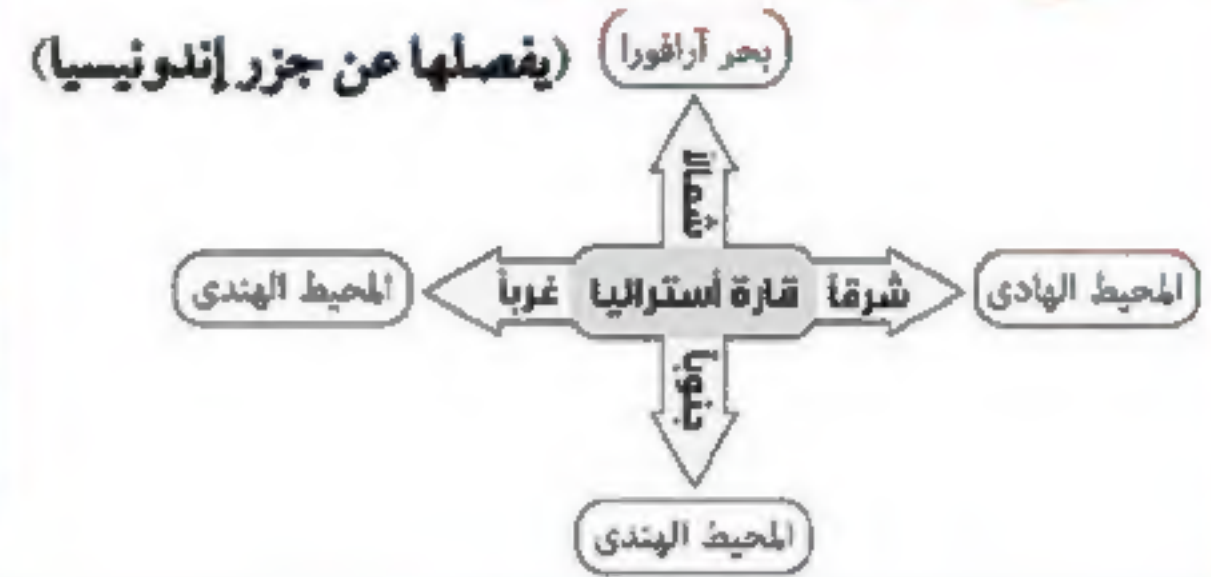 بحر آرافورا (يفصلها عن جزر إندونيسيا)
شمالاً
المحيط الهادى
شرقاً
قارة أستراليا
غرباً
المحيط الهندى
جنوباً
المحيط الهندى